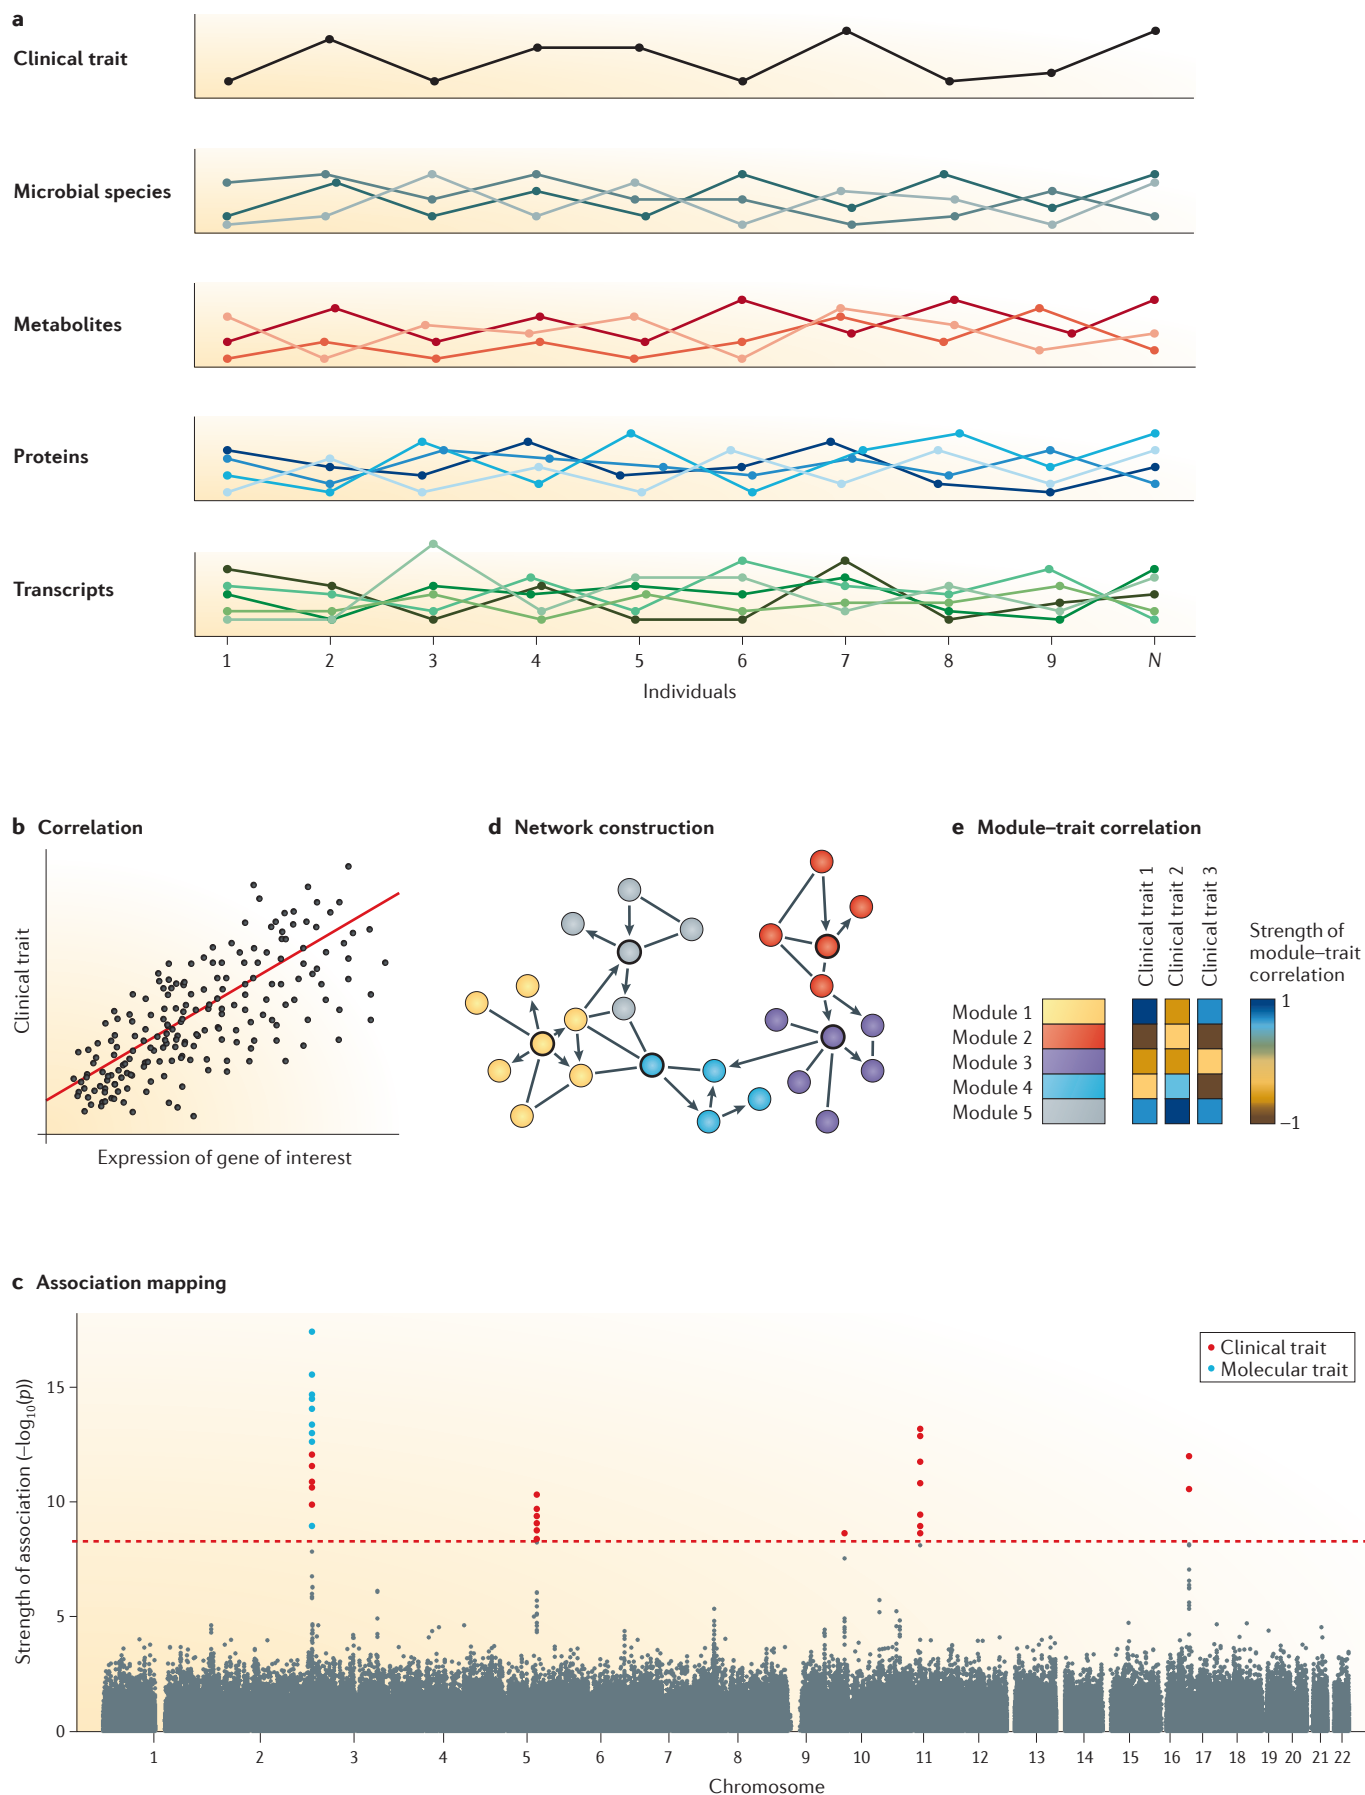 a
Clinical trait
Microbial species
Metabolites
Proteins
Transcripts
1 2 3 4 5 6 7 8 9 N
Individuals
b Correlation
Clinical trait
Expression of gene of interest
d Network construction
e Module–trait correlation
Clinical trait 1
Clinical trait 2
Clinical trait 3
Strength of
module–trait
correlation
Module 1
Module 2
Module 3
Module 4
Module 5
1
–1
c Association mapping
Strength of association (–log10(p))
15
10
5
0
Clinical trait
Molecular trait
1 2 3 4 5 6 7 8 9 10 11 12 13 14 15 16 17 18 19 20 21 22
Chromosome